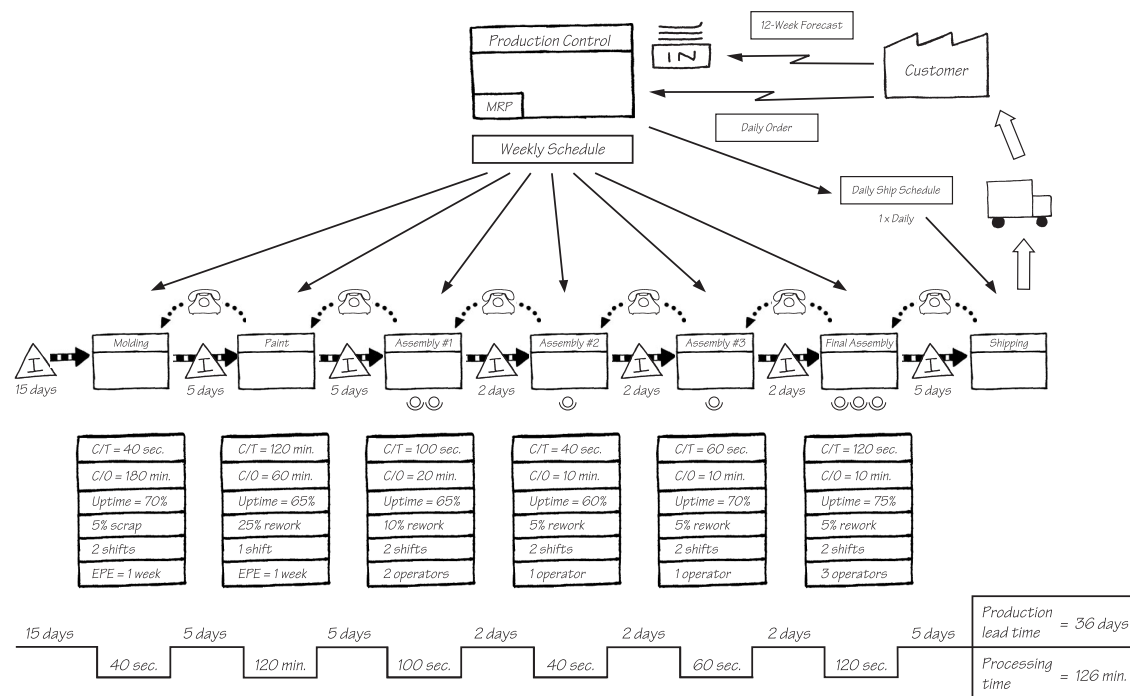 12-Week Forecast
Production Control
IN
Customer
MRP
Daily Order
Weekly Schedule
Daily Ship Schedule
1 x Daily
Molding
Paint
Assembly #1
Assembly #2
Assembly #3
Final Assembly
Shipping
I
I
I
I
I
I
I
15 days
5 days
5 days
2 days
2 days
2 days
5 days
C/T = 40 sec.
C/O = 180 min.
Uptime = 70%
5% scrap
2 shifts
EPE = 1 week
C/T = 120 min.
C/O = 60 min.
Uptime = 65%
25% rework
1 shift
EPE = 1 week
C/T = 100 sec.
C/O = 20 min.
Uptime = 65%
10% rework
2 shifts
2 operators
C/T = 40 sec.
C/O = 10 min.
Uptime = 60%
5% rework
2 shifts
1 operator
C/T = 60 sec.
C/O = 10 min.
Uptime = 70%
5% rework
2 shifts
1 operator
C/T = 120 sec.
C/O = 10 min.
Uptime = 75%
5% rework
2 shifts
3 operators
15 days
5 days
5 days
2 days
2 days
2 days
5 days
40 sec.
120 min.
100 sec.
40 sec.
60 sec.
120 sec.
Production
lead time = 36 days
Processing
time = 126 min.